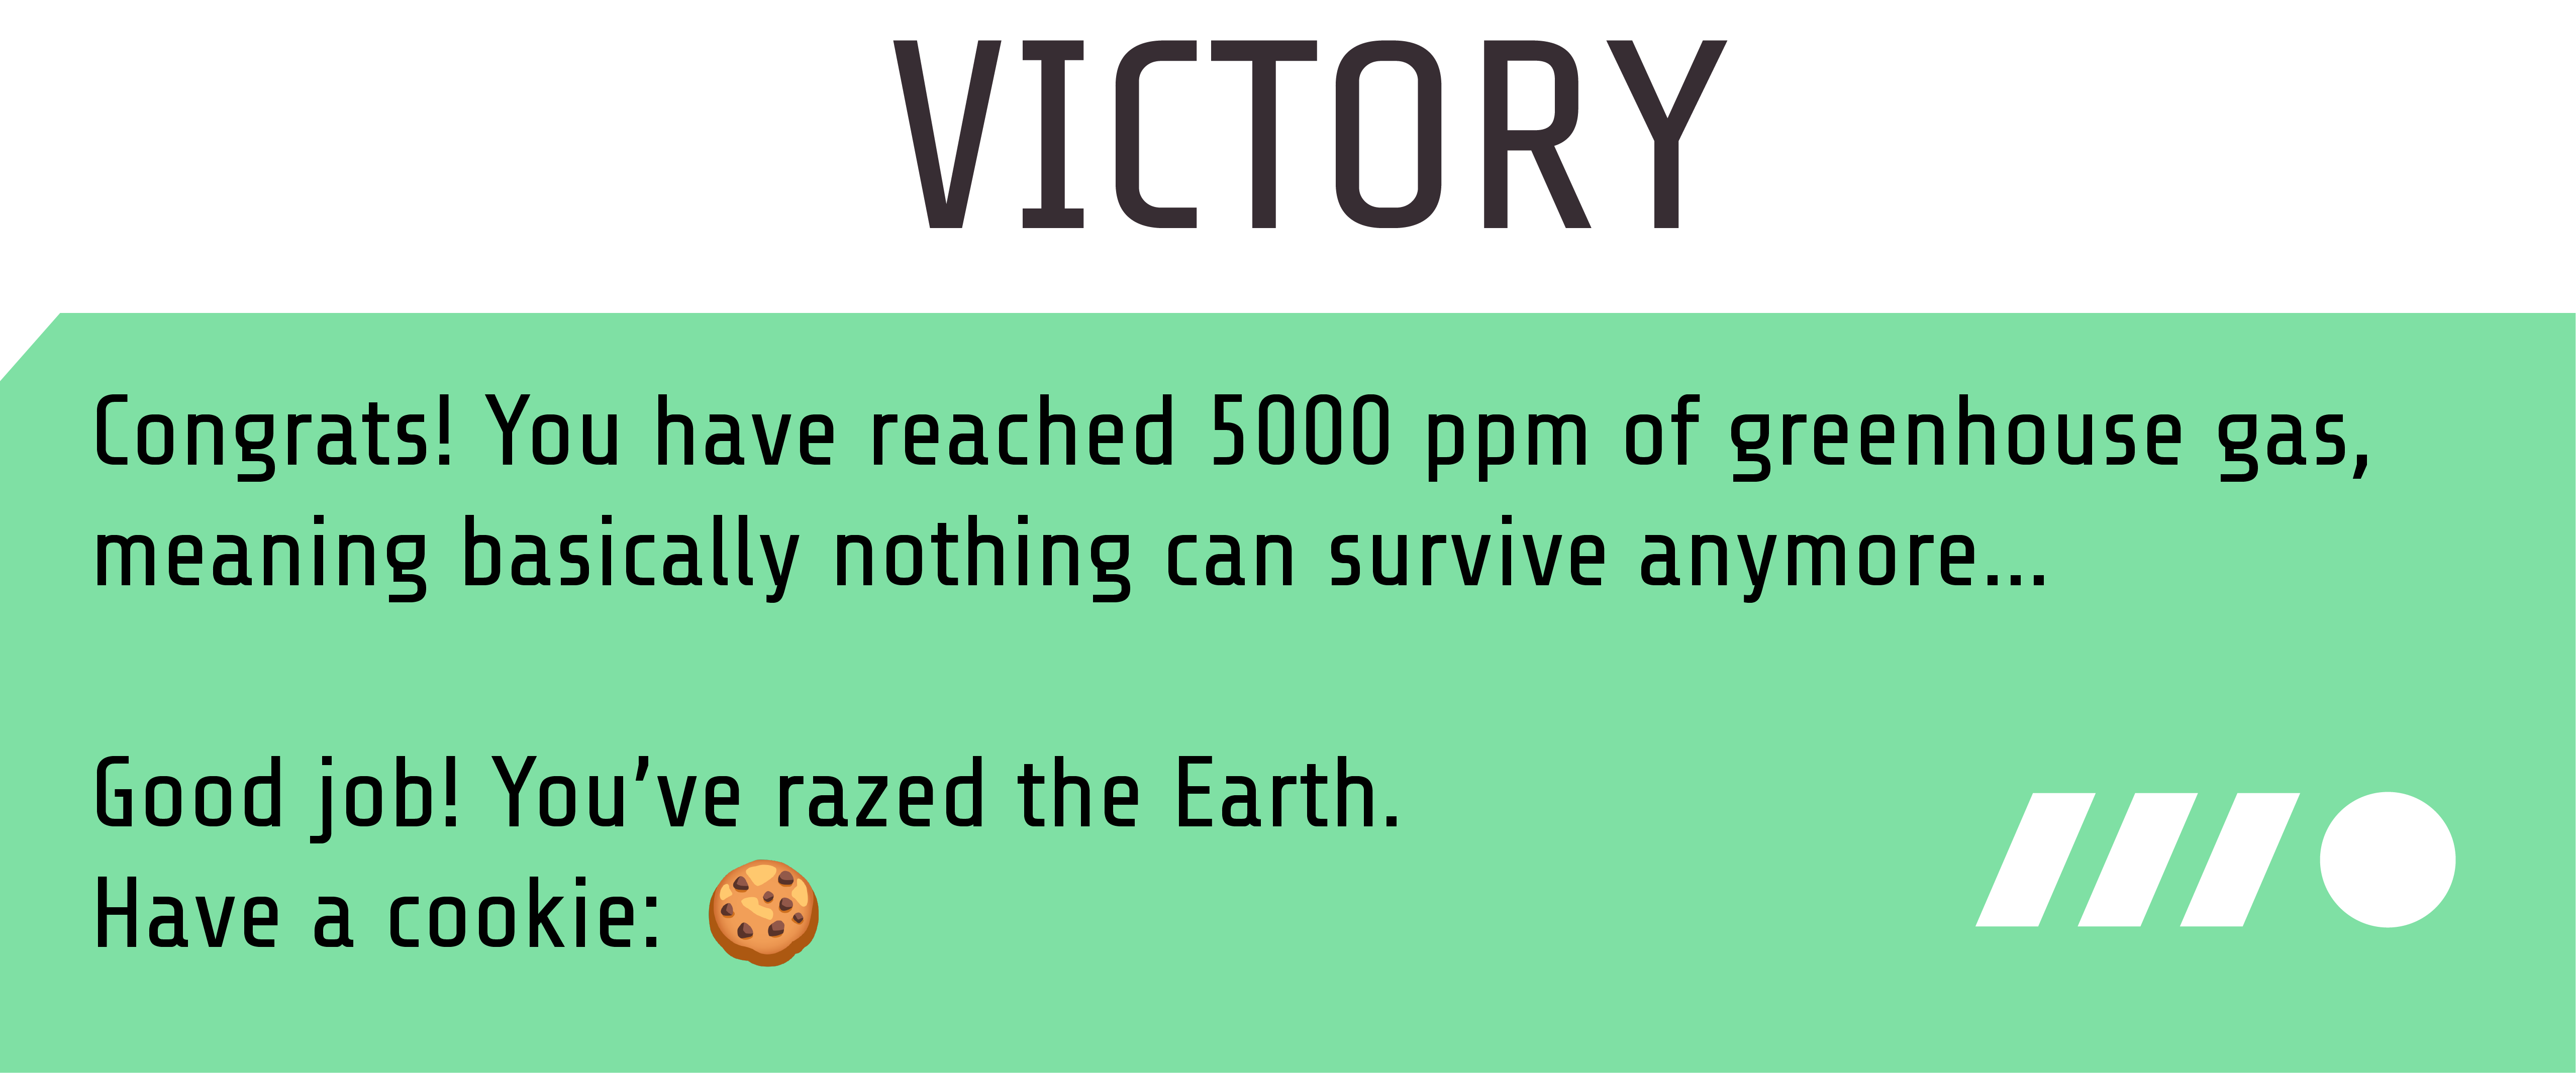 VICTORY
Congrats! You have reached 5000 ppm of greenhouse gas,
meaning basically nothing can survive anymore...
Good job! You’ve razed the Earth.
Have a cookie: 🍪